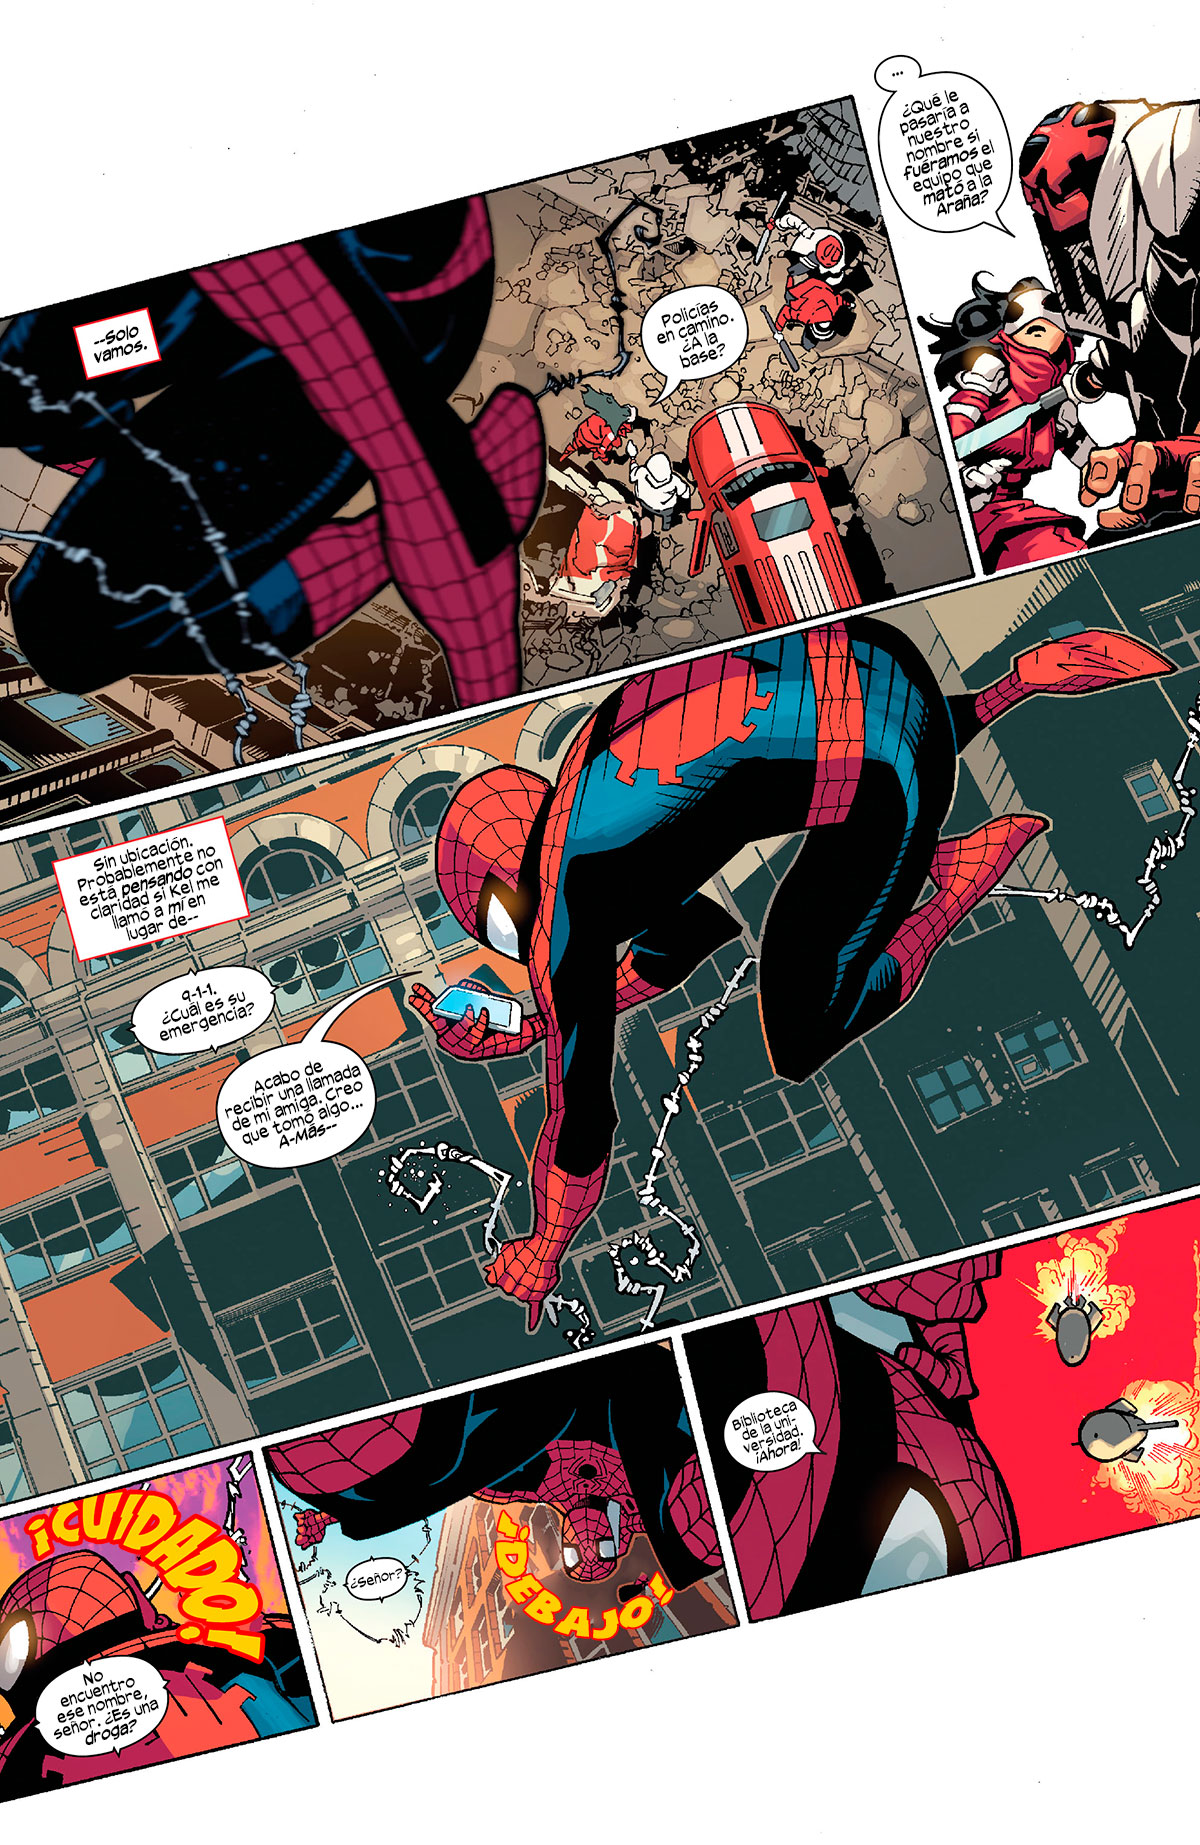 --Solo
vamos.
Policías
en camino.
¿A la
base?
...
¿Qué le
pasaría a
nuestro
nombre si
fuéramos el
equipo que
mató a la
Araña?
Sin ubicación.
Probablemente no
está pensando con
claridad si Kel me
llamó a mí en
lugar de--
9-1-1.
¿Cuál es su
emergencia?
Acabo de
recibir una llamada
de mi amiga. Creo
que tomó algo...
A-Más--
¡CUIDADO!
No
encuentro
ese nombre,
señor. ¿Es una
droga?
¿Señor?
¡DEBAJO!
Biblioteca
de la uni-
versidad.
¡Ahora!